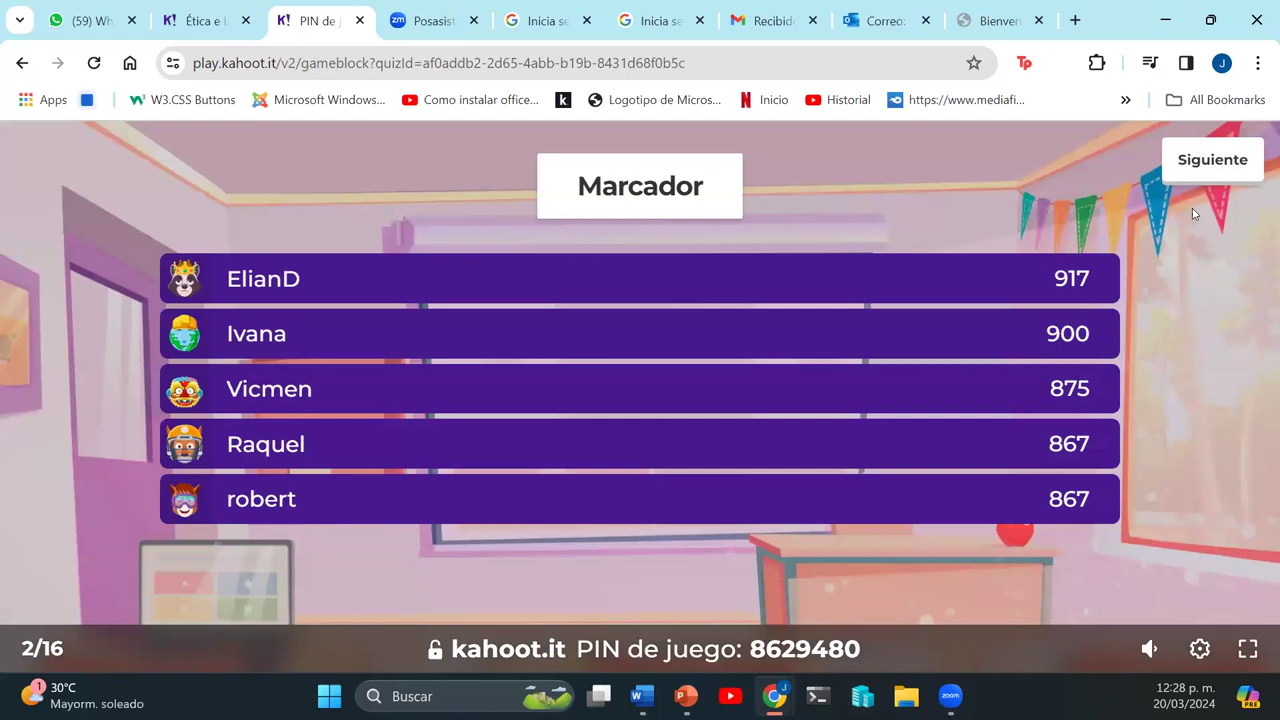 (59) Wh
Ética e l
PIN de j
Posasist
Inicia se
Inicia se
Recibid
Correo:
Bienven
play.kahoot.it/v2/gameblock?quizId=af0addb2-2d65-4abb-b19b-8431d68f0b5c
Tp
J
Apps
W3.CSS Buttons
Microsoft Windows...
Como instalar office...
k
Logotipo de Micros...
Inicio
Historial
https://www.mediafi...
All Bookmarks
Siguiente
Marcador
ElianD 917
Ivana 900
Vicmen 875
Raquel 867
robert 867
2/16
kahoot.it PIN de juego: 8629480
1
30°C
Mayorm. soleado
Buscar
12:28 p. m.
20/03/2024
PRE